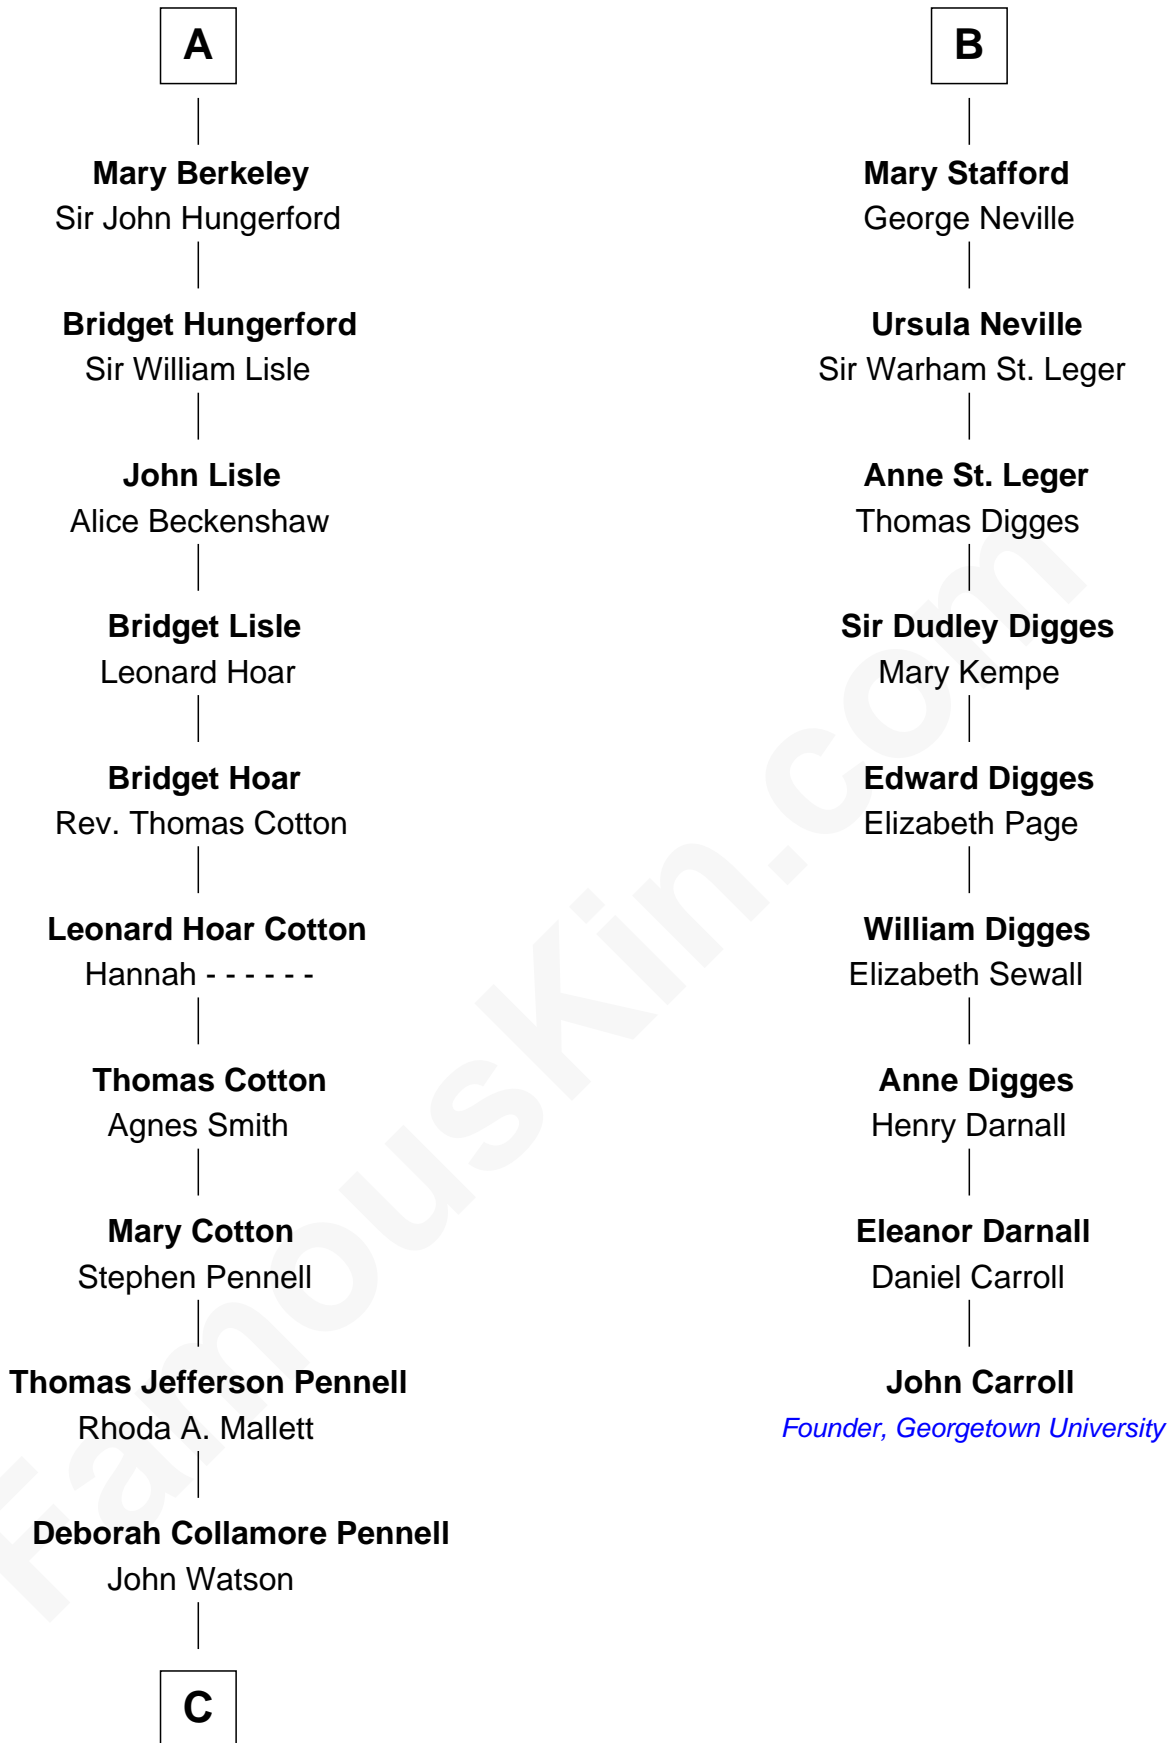 A
Mary Berkeley
Sir John Hungerford
Bridget Hungerford
Sir William Lisle
John Lisle
Alice Beckenshaw
Bridget Lisle
Leonard Hoar
Bridget Hoar
Rev. Thomas Cotton
Leonard Hoar Cotton
Hannah - - - - - -
Thomas Cotton
Agnes Smith
Mary Cotton
Stephen Pennell
Thomas Jefferson Pennell
Rhoda A. Mallett
Deborah Collamore Pennell
John Watson
C
B
Mary Stafford
George Neville
Ursula Neville
Sir Warham St. Leger
Anne St. Leger
Thomas Digges
Sir Dudley Digges
Mary Kempe
Edward Digges
Elizabeth Page
William Digges
Elizabeth Sewall
Anne Digges
Henry Darnall
Eleanor Darnall
Daniel Carroll
John Carroll
Founder, Georgetown University
FamousKin.com